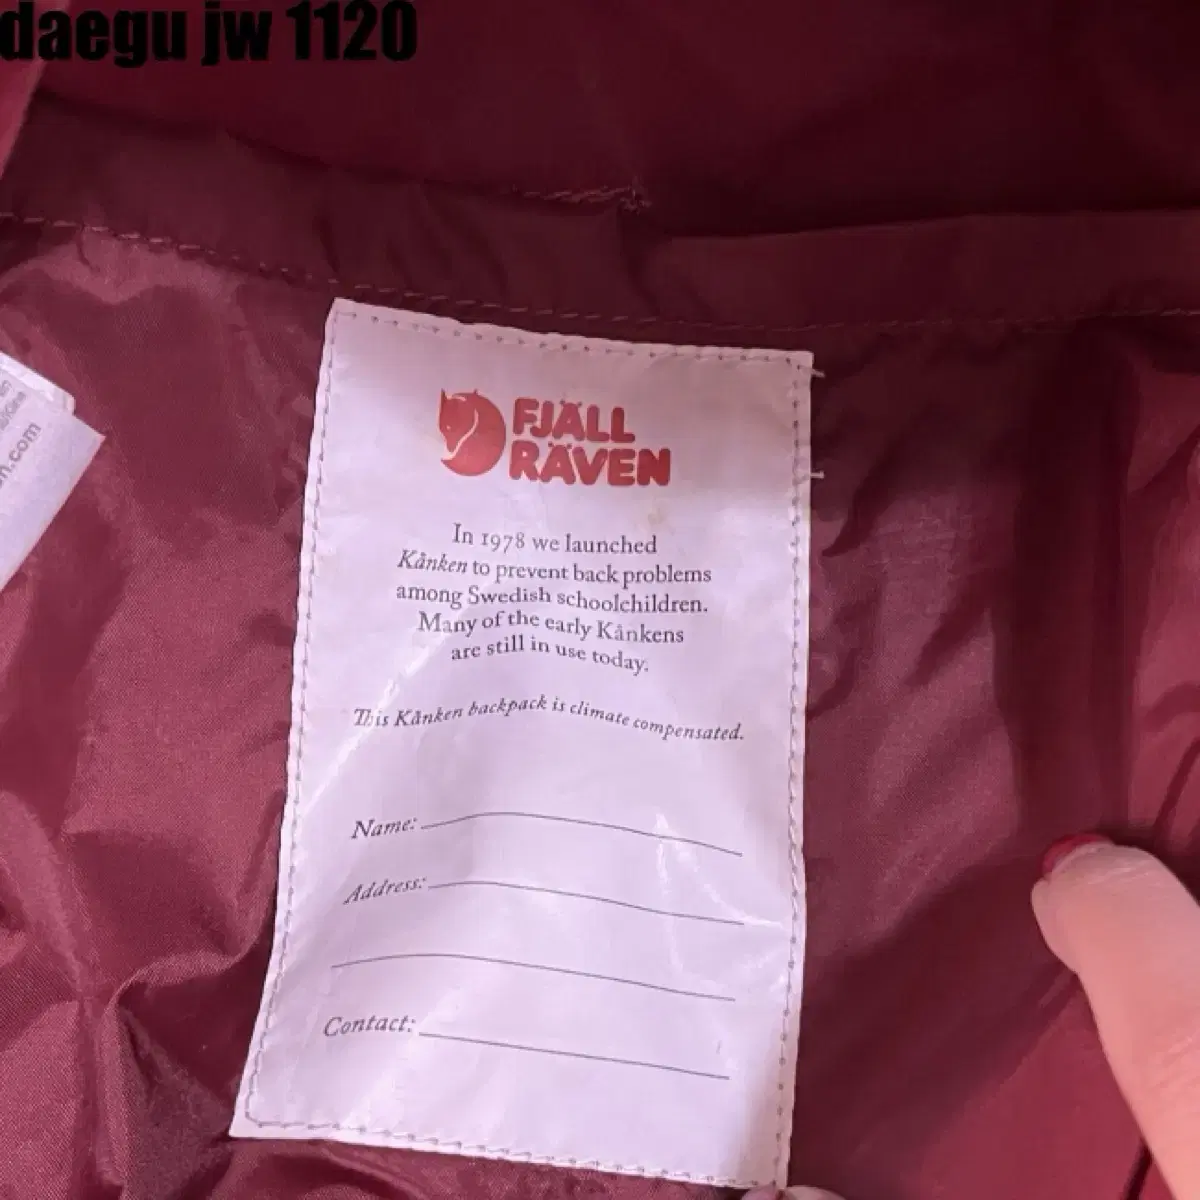 daegu jw 1120
FJÄLL
RÄVEN
In 1978 we launched
Kånken to prevent back problems
among Swedish schoolchildren.
Many of the early Kånkens
are still in use today.
This Kånken backpack is climate compensated.
Name:
Address:
Contact:
n.com